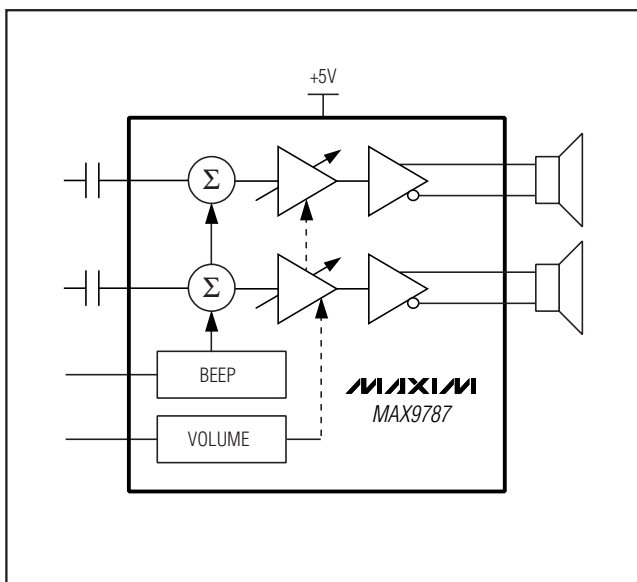 +5V
Σ
Σ
BEEP
VOLUME
MAXIM
MAX9787